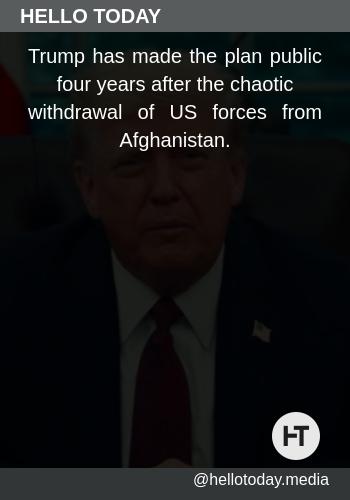 HELLO TODAY
Trump has made the plan public
four years after the chaotic
withdrawal of US forces from
Afghanistan.
HT
@hellotoday.media